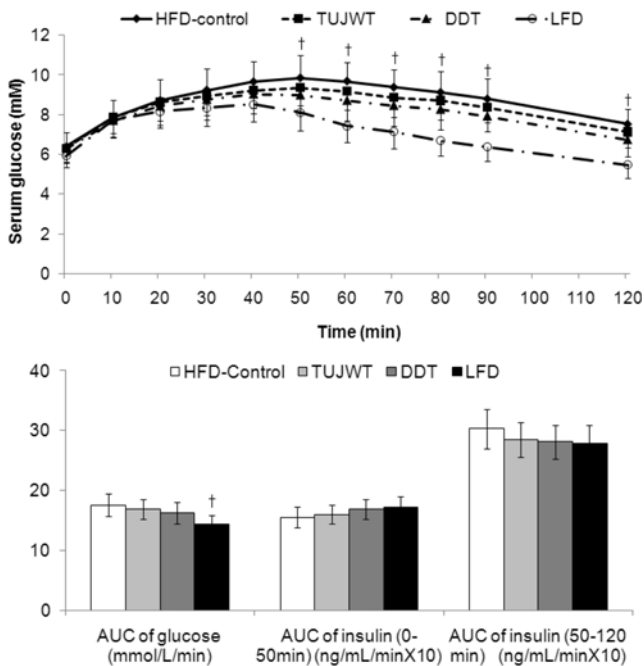 HFD-control TUJWT DDT LFD
12
10
8
6
4
2
0
Serum glucose (mM)
† † † † † †
0 10 20 30 40 50 60 70 80 90 100 110 120
Time (min)
HFD-Control TUJWT DDT LFD
40
30
20
10
0
†
AUC of glucose (mmol/L/min)
AUC of insulin (0-50min) (ng/mL/minX10)
AUC of insulin (50-120 min) (ng/mL/minX10)